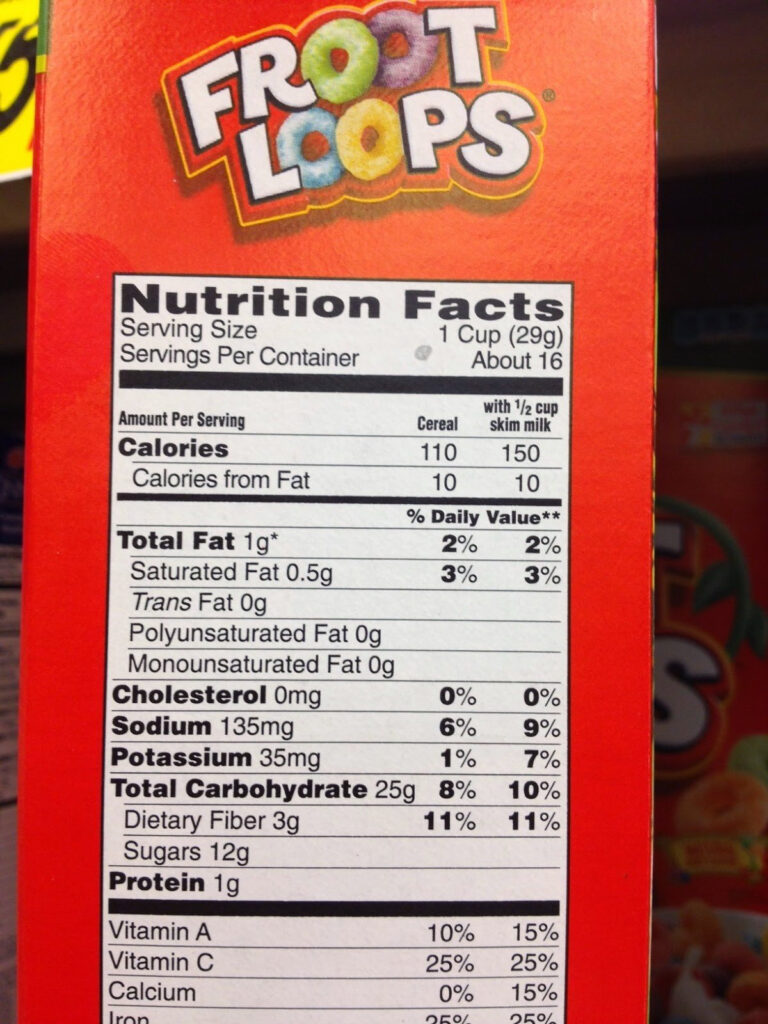 FROOT
LOOPS®
Nutrition Facts
Serving Size 1 Cup (29g)
Servings Per Container About 16
Amount Per Serving Cereal with 1/2 cup skim milk
Calories 110 150
Calories from Fat 10 10
% Daily Value**
Total Fat 1g* 2% 2%
Saturated Fat 0.5g 3% 3%
Trans Fat 0g
Polyunsaturated Fat 0g
Monounsaturated Fat 0g
Cholesterol 0mg 0% 0%
Sodium 135mg 6% 9%
Potassium 35mg 1% 7%
Total Carbohydrate 25g 8% 10%
Dietary Fiber 3g 11% 11%
Sugars 12g
Protein 1g
Vitamin A 10% 15%
Vitamin C 25% 25%
Calcium 0% 15%
Iron 25% 25%